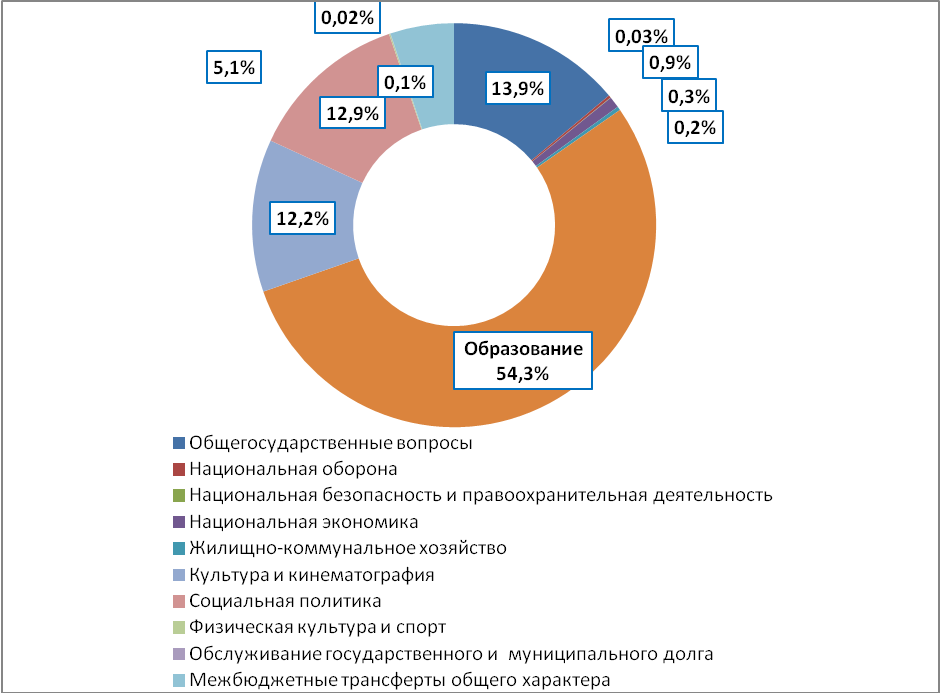 0,02%
0,03%
0,9%
5,1%
0,1%
13,9%
0,3%
12,9%
0,2%
12,2%
Образование
54,3%
Общегосударственные вопросы
Национальная оборона
Национальная безопасность и правоохранительная деятельность
Национальная экономика
Жилищно-коммунальное хозяйство
Культура и кинематография
Социальная политика
Физическая культура и спорт
Обслуживание государственного и муниципального долга
Межбюджетные трансферты общего характера